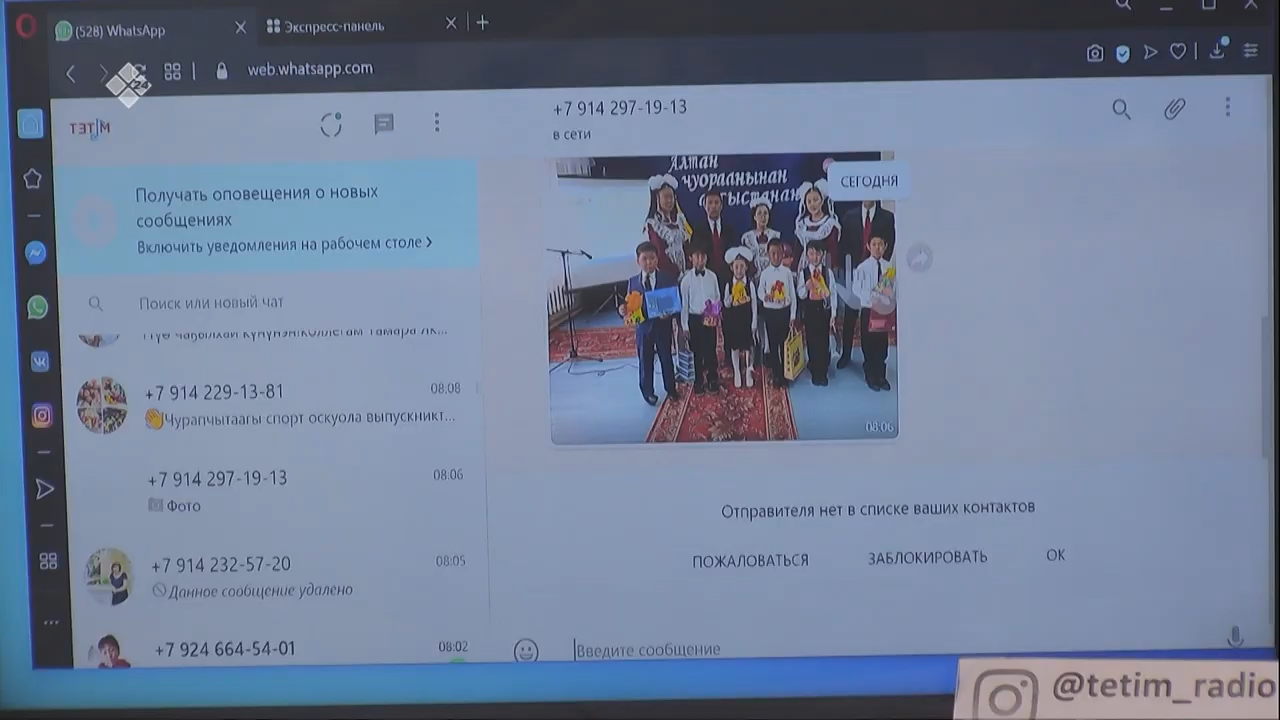 (528) WhatsApp
Экспресс-панель
24
web.whatsapp.com
ТЭТІМ
+7 914 297-19-13
в сети
Получать оповещения о новых
сообщениях
Включить уведомления на рабочем столе
Поиск или новый чат
+7 914 229-13-81
08:08
Чурапчытаагы спорт оскуола выпускникт...
+7 914 297-19-13
08:06
Фото
+7 914 232-57-20
08:05
Данное сообщение удалено
+7 924 664-54-01
08:02
Алтан
чуораанынан
СЕГОДНЯ
08:06
Отправителя нет в списке ваших контактов
ПОЖАЛОВАТЬСЯ ЗАБЛОКИРОВАТЬ ОК
Введите сообщение
@tetim_radio